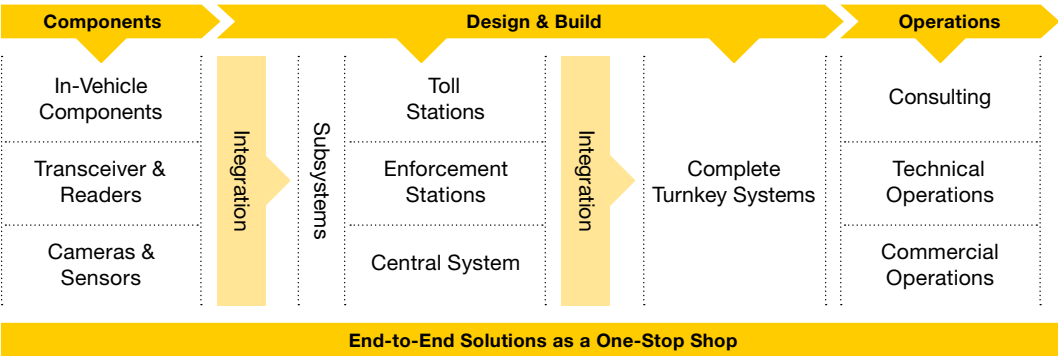 Components
Design & Build
Operations
In-Vehicle
Components
Transceiver &
Readers
Cameras &
Sensors
Integration
Subsystems
Toll
Stations
Enforcement
Stations
Central System
Integration
Complete
Turnkey Systems
Consulting
Technical
Operations
Commercial
Operations
End-to-End Solutions as a One-Stop Shop